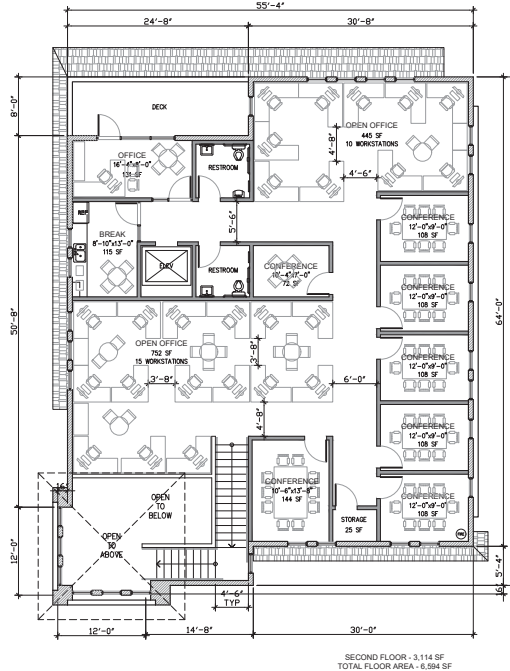 55'-4"
24'-8"
30'-8"
8'-0"
DECK
OPEN OFFICE
445 SF
10 WORKSTATIONS
4'-8"
4'-6"
OFFICE
16'-4"x8'-0"
131 SF
RESTROOM
REF
BREAK
8'-10"x13'-0"
115 SF
5'-6"
CONFERENCE
12'-0"x9'-0"
108 SF
ELEV
RESTROOM
CONFERENCE
10'-4"x7'-0"
72 SF
CONFERENCE
12'-0"x9'-0"
108 SF
50'-8"
64'-0"
OPEN OFFICE
752 SF
15 WORKSTATIONS
3'-8"
3'-8"
6'-0"
4'-8"
CONFERENCE
12'-0"x9'-0"
108 SF
CONFERENCE
12'-0"x9'-0"
108 SF
CONFERENCE
10'-6"x13'-8"
144 SF
CONFERENCE
12'-0"x9'-0"
108 SF
STORAGE
25 SF
16"
OPEN
TO
BELOW
OPEN
TO
ABOVE
12'-0"
5'-4"
16"
4'-6"
TYP
12'-0"
14'-8"
30'-0"
SECOND FLOOR - 3,114 SF
TOTAL FLOOR AREA - 6,594 SF